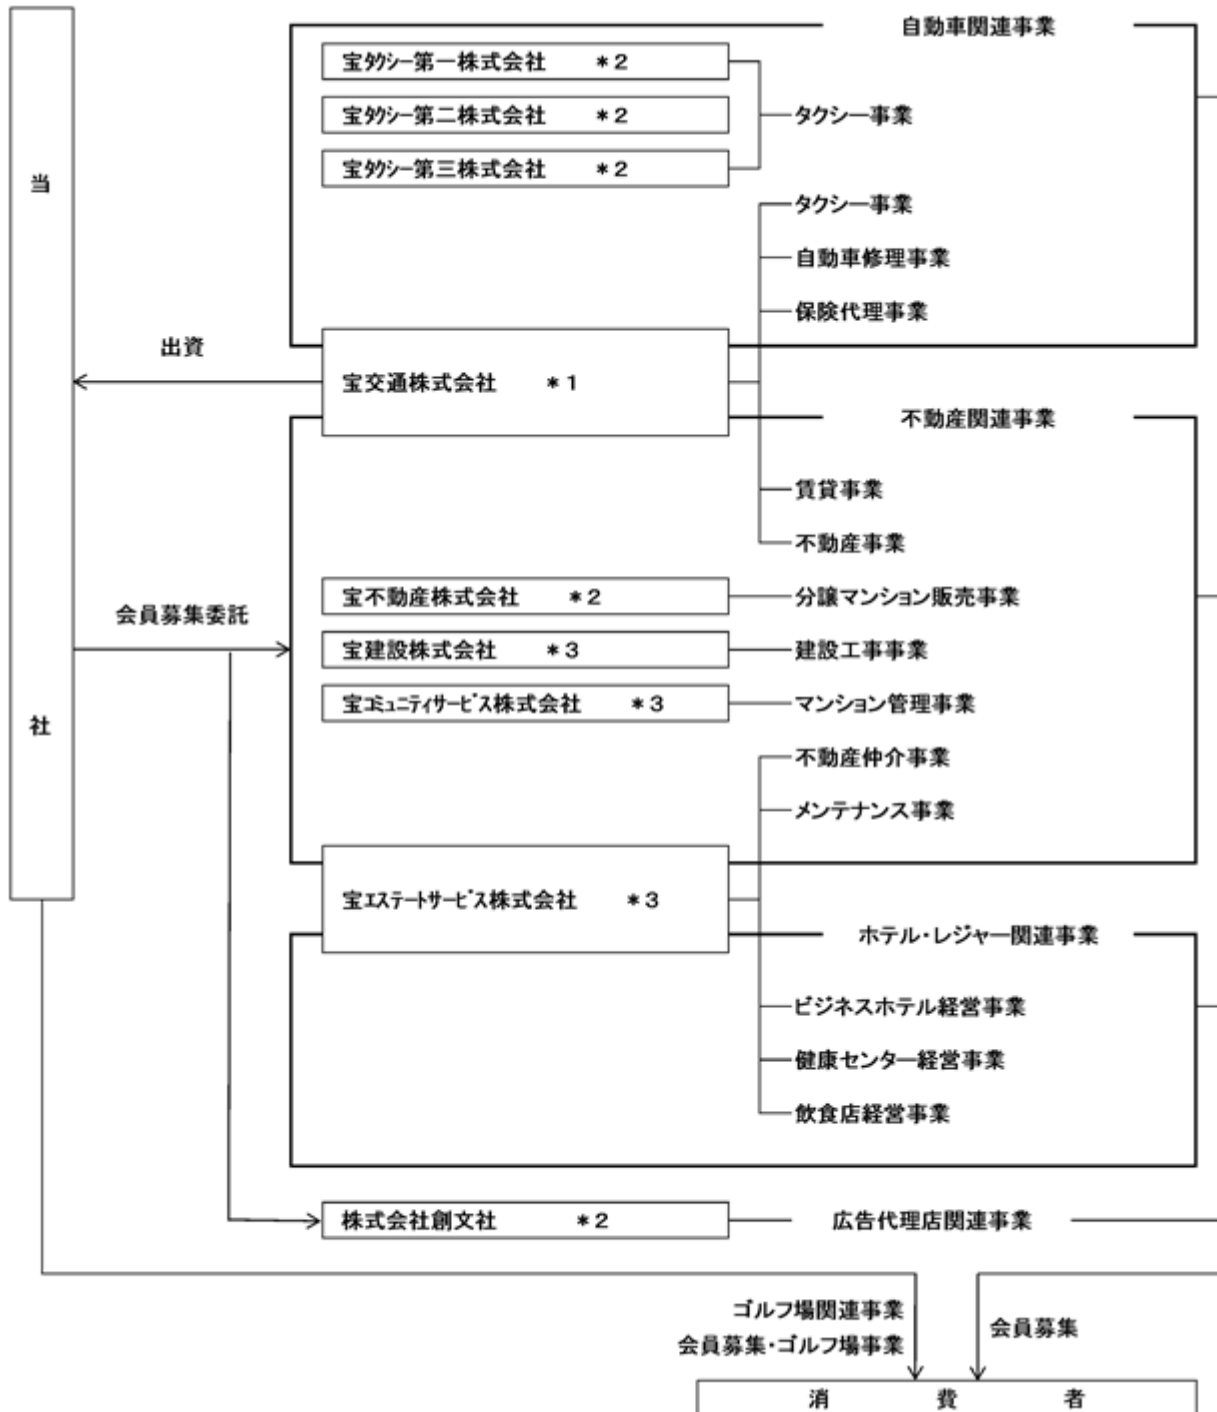 自動車関連事業
宝ﾀｸｼｰ第一株式会社 *2
宝ﾀｸｼｰ第二株式会社 *2
タクシー事業
宝ﾀｸｼｰ第三株式会社 *2
当
社
タクシー事業
自動車修理事業
保険代理事業
出資
宝交通株式会社 *1
不動産関連事業
賃貸事業
不動産事業
会員募集委託
宝不動産株式会社 *2
分譲マンション販売事業
宝建設株式会社 *3
建設工事事業
宝ｺﾐｭﾆﾃｨｻｰﾋﾞｽ株式会社 *3
マンション管理事業
不動産仲介事業
メンテナンス事業
宝ｴｽﾃｰﾄｻｰﾋﾞｽ株式会社 *3
ホテル・レジャー関連事業
ビジネスホテル経営事業
健康センター経営事業
飲食店経営事業
株式会社創文社 *2
広告代理店関連事業
ゴルフ場関連事業
会員募集・ゴルフ場事業
会員募集
消費者